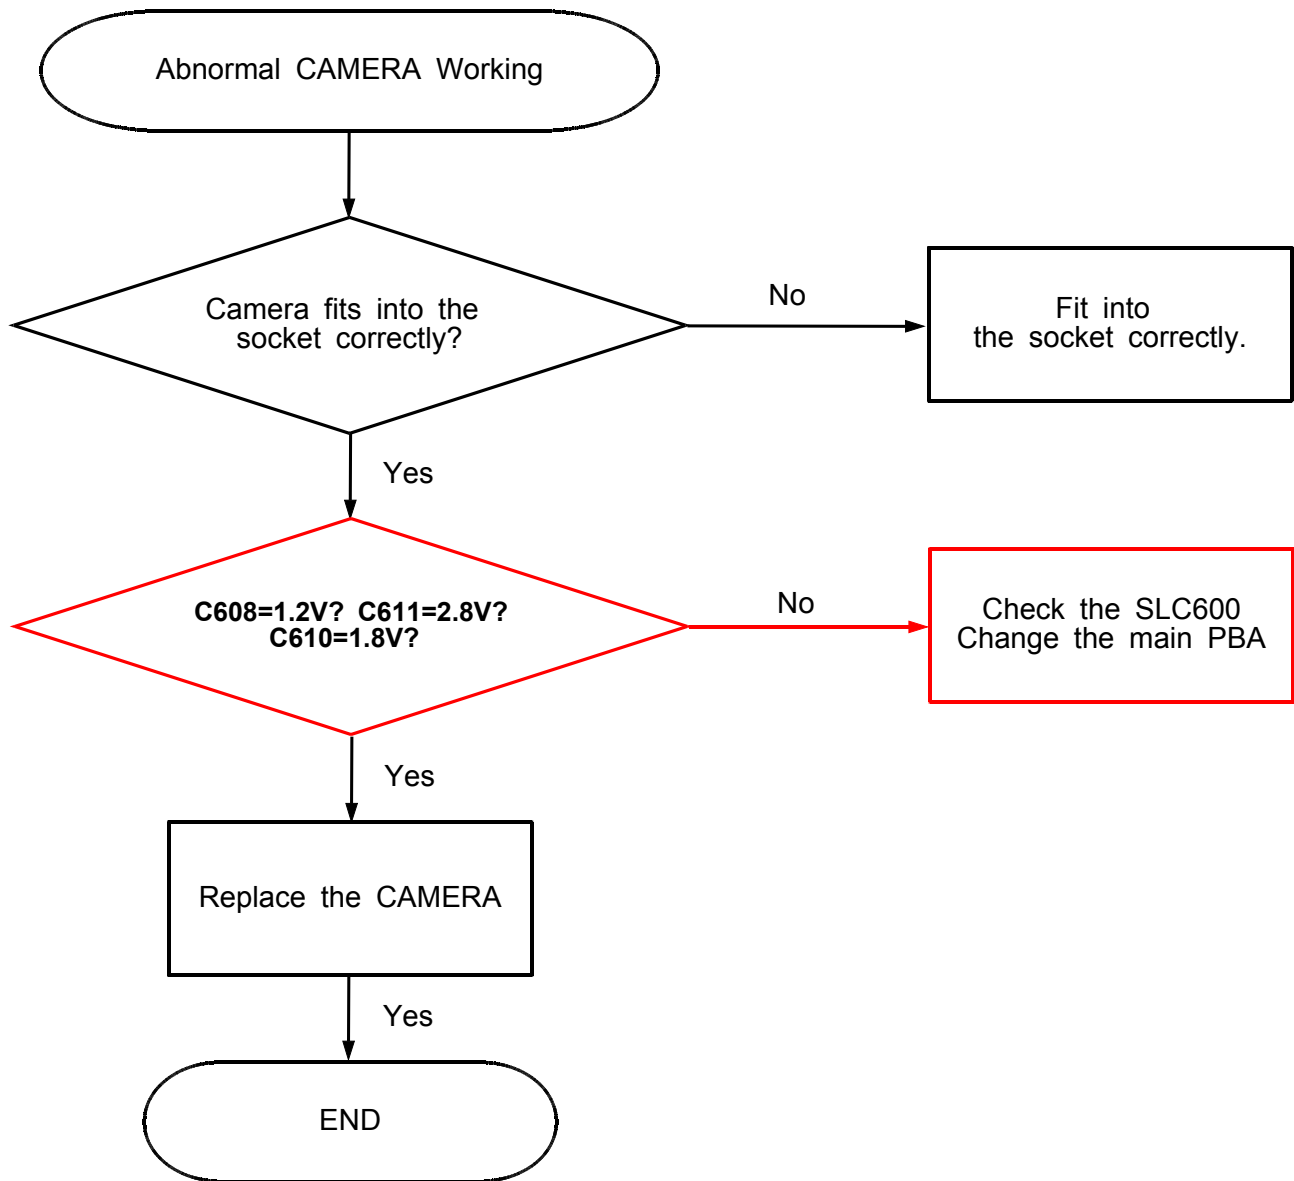 Abnormal CAMERA Working
Camera fits into the
socket correctly?
No
Fit into
the socket correctly.
Yes
C608=1.2V? C611=2.8V?
C610=1.8V?
No
Check the SLC600
Change the main PBA
Yes
Replace the CAMERA
Yes
END